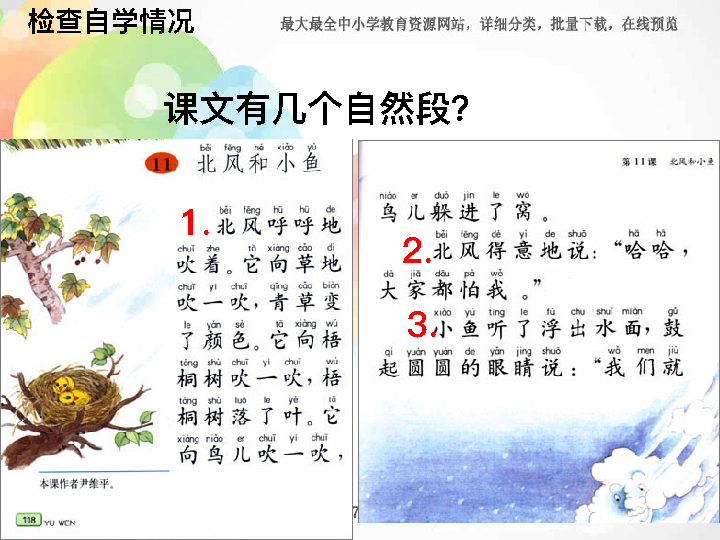 检查自学情况
最大最全中小学教育资源网站，详细分类，批量下载，在线预览
课文有几个自然段?
běi fēng hé xiǎo yú
11 北风和小鱼
běi fēng hū hū de
1. 北风呼呼地
chuī zhe tā xiàng cǎo dì
吹着。它向草地
chuī yi chuī qīng cǎo biàn
吹一吹，青草变
le yán sè tā xiàng wú
了颜色。它向梧
tóng shù chuī yi chuī wú
桐树吹一吹，梧
tóng shù luò le yè tā
桐树落了叶。它
xiàng niǎo er chuī yi chuī
向鸟儿吹一吹，
本课作者尹维平。
118 YU WEN
第11课 北风和小鱼
niǎo er duǒ jìn le wō
鸟儿躲进了窝。
běi fēng dé yì de shuō hā hā
2. 北风得意地说：“哈哈，
dà jiā dōu pà wǒ
大家都怕我。”
xiǎo yú tīng le fú chū shuǐ miàn gǔ
3. 小鱼听了浮出水面，鼓
qǐ yuán yuán de yǎn jing shuō wǒ men jiù
起圆圆的眼睛说：“我们就
7